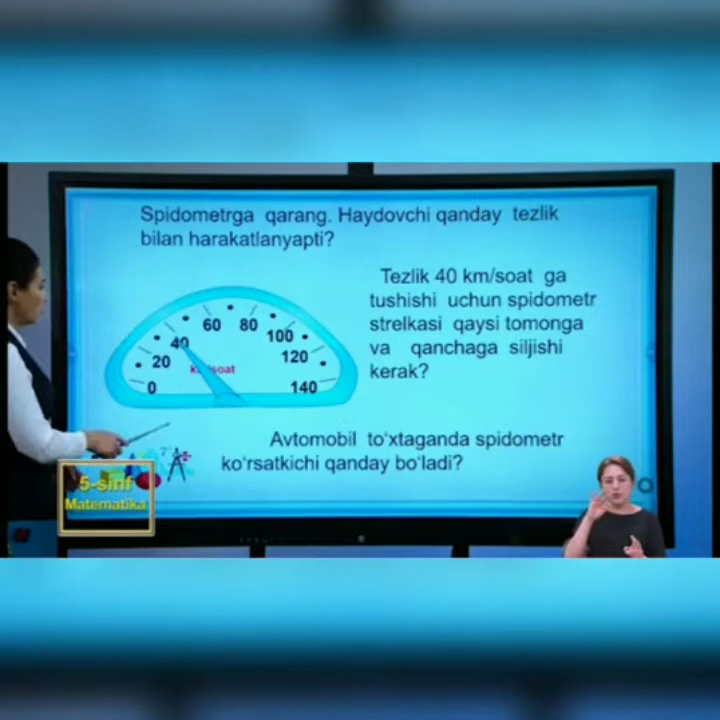 Spidometrga qarang. Haydovchi qanday tezlik
bilan harakatlanyapti?
Tezlik 40 km/soat ga
tushishi uchun spidometr
strelkasi qaysi tomonga
va qanchaga siljishi
kerak?
0
20
40
60
80
100
120
140
Avtomobil to‘xtaganda spidometr
ko‘rsatkichi qanday bo‘ladi?
5-sinf
Matematika